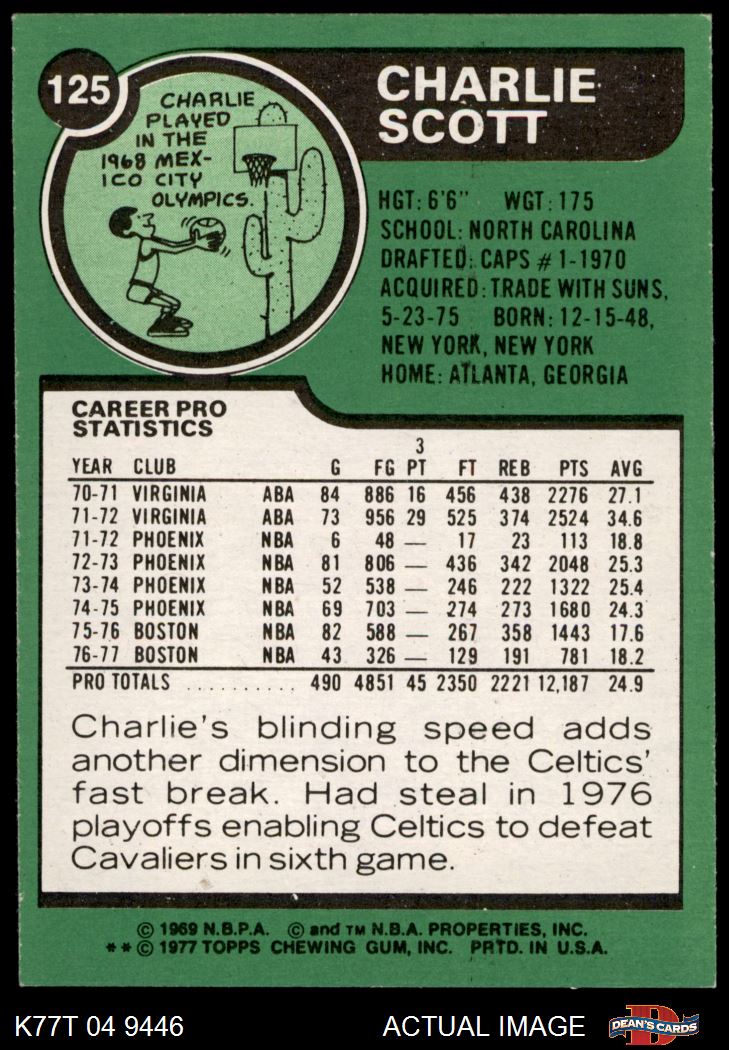 125
CHARLIE
PLAYED
IN THE
1968 MEX-
ICO CITY
OLYMPICS.
CHARLIE
SCOTT
HGT: 6'6" WGT: 175
SCHOOL: NORTH CAROLINA
DRAFTED: CAPS # 1-1970
ACQUIRED: TRADE WITH SUNS,
5-23-75 BORN: 12-15-48,
NEW YORK, NEW YORK
HOME: ATLANTA, GEORGIA
CAREER PRO
STATISTICS
3
YEAR CLUB G FG PT FT REB PTS AVG
70-71 VIRGINIA ABA 84 886 16 456 438 2276 27.1
71-72 VIRGINIA ABA 73 956 29 525 374 2524 34.6
71-72 PHOENIX NBA 6 48 — 17 23 113 18.8
72-73 PHOENIX NBA 81 806 — 436 342 2048 25.3
73-74 PHOENIX NBA 52 538 — 246 222 1322 25.4
74-75 PHOENIX NBA 69 703 — 274 273 1680 24.3
75-76 BOSTON NBA 82 588 — 267 358 1443 17.6
76-77 BOSTON NBA 43 326 — 129 191 781 18.2
PRO TOTALS .......... 490 4851 45 2350 2221 12,187 24.9
Charlie's blinding speed adds
another dimension to the Celtics'
fast break. Had steal in 1976
playoffs enabling Celtics to defeat
Cavaliers in sixth game.
© 1969 N.B.P.A. © and TM N.B.A. PROPERTIES, INC.
** © 1977 TOPPS CHEWING GUM, INC. PRTD. IN U.S.A.
K77T 04 9446 ACTUAL IMAGE D DEAN'S CARDS